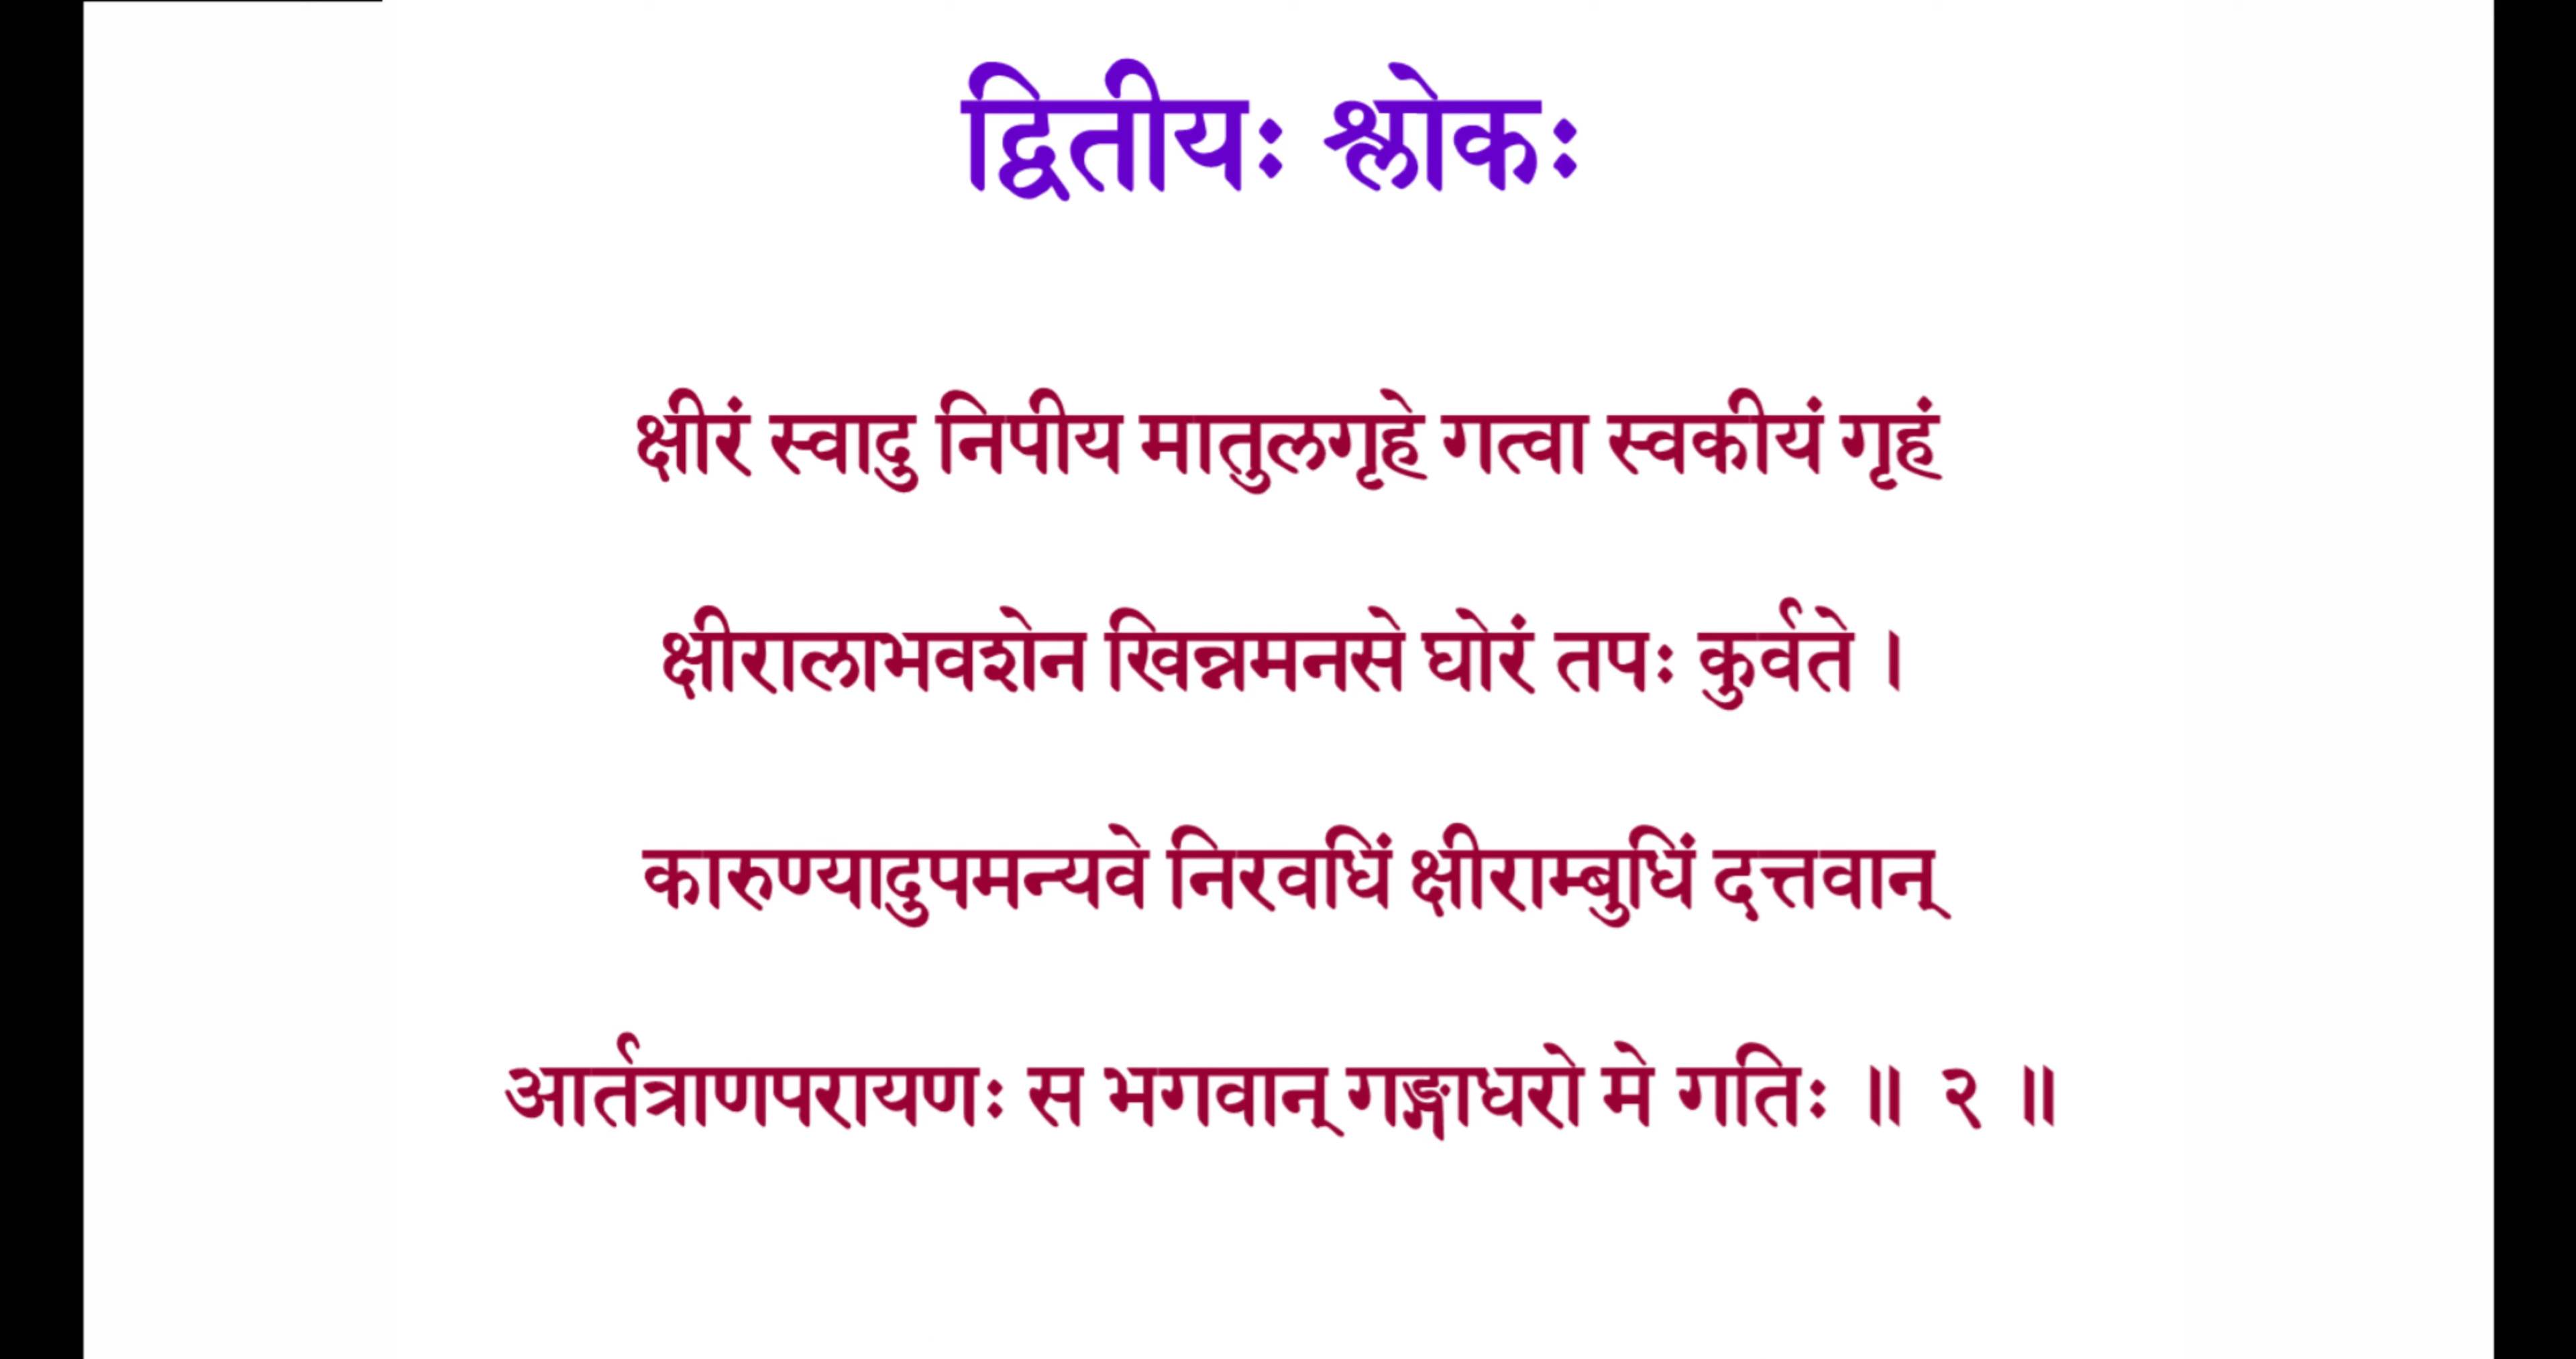 द्वितीयः श्लोकः
क्षीरं स्वादु निपीय मातुलगृहे गत्वा स्वकीयं गृहं
क्षीरालाभवशेन खिन्नमनसे घोरं तपः कुर्वते ।
कारुण्यादुपमन्यवे निरवधिं क्षीराम्बुधिं दत्तवान्
आर्तत्राणपरायणः स भगवान् गङ्गाधरो मे गतिः ॥ २ ॥